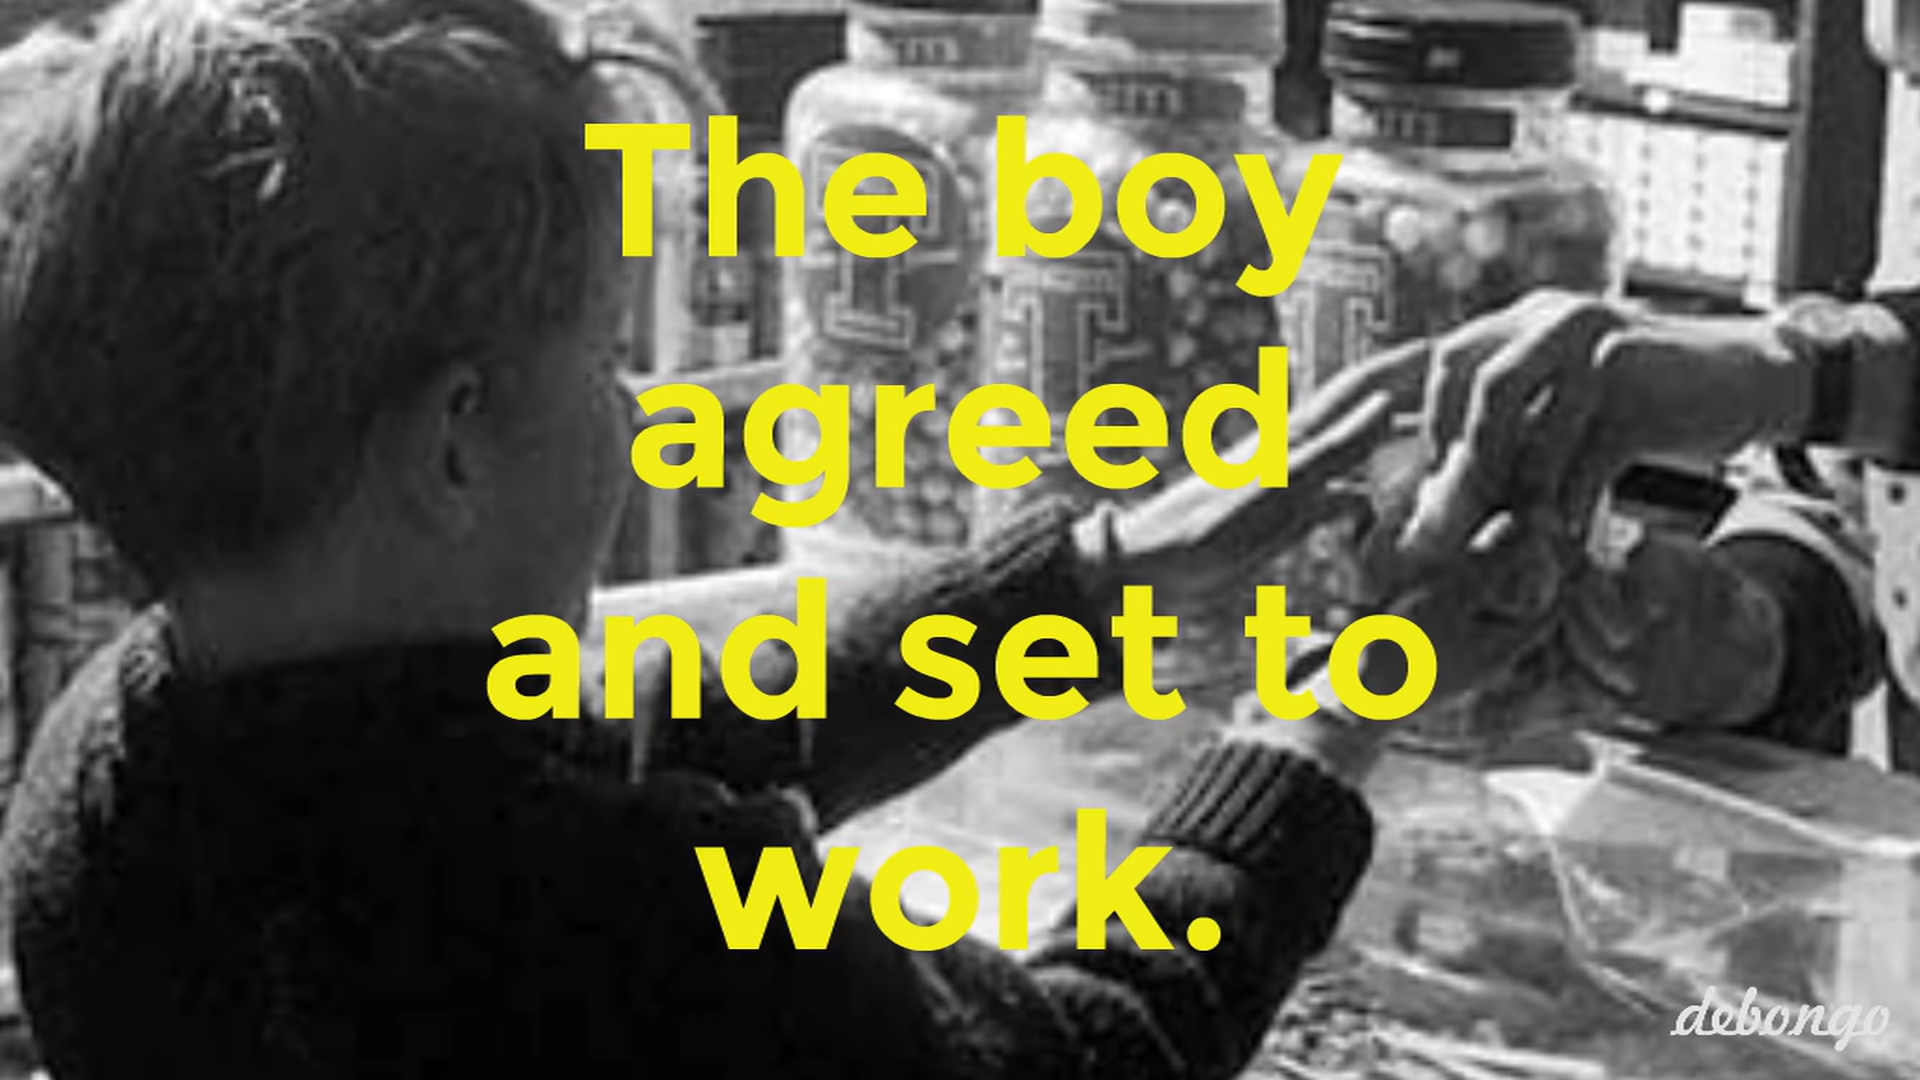 The boy
agreed
and set to
work.
debongo